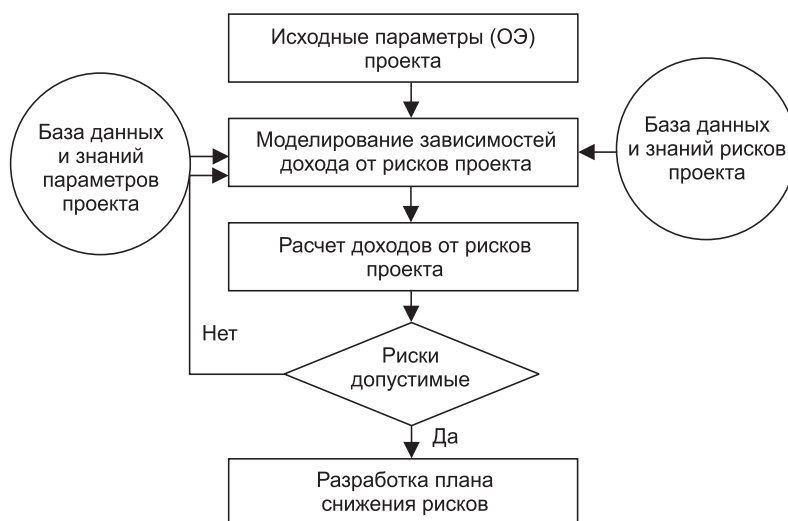 Исходные параметры (ОЭ)
проекта
База данных
и знаний
параметров
проекта
Моделирование зависимостей
дохода от рисков проекта
База данных
и знаний рисков
проекта
Расчет доходов от рисков
проекта
Нет
Риски
допустимые
Да
Разработка плана
снижения рисков